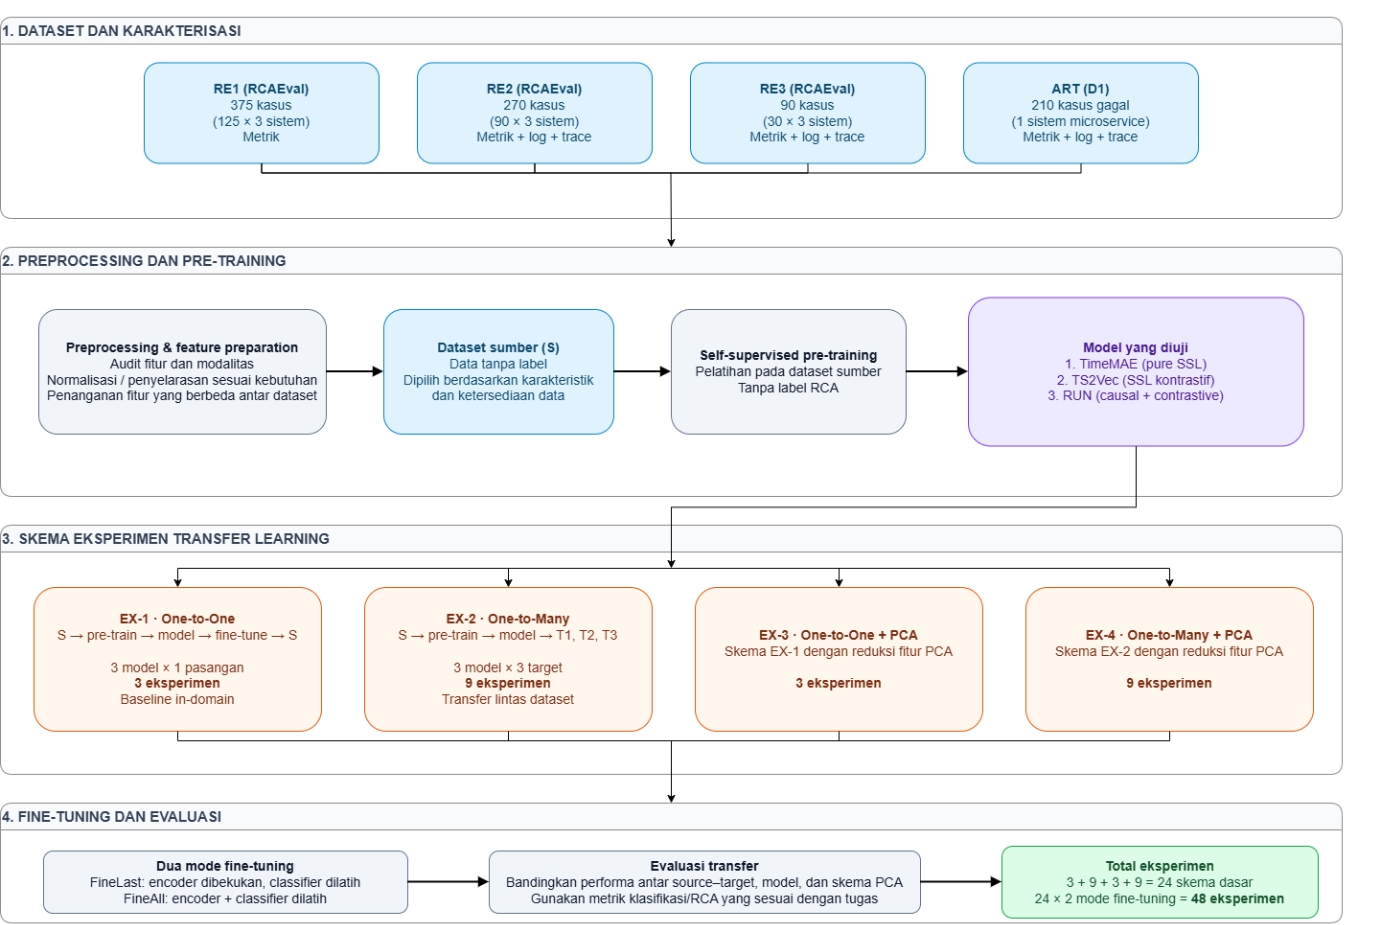 1. DATASET DAN KARAKTERISASI
RE1 (RCAEval)
375 kasus
(125 × 3 sistem)
Metrik
RE2 (RCAEval)
270 kasus
(90 × 3 sistem)
Metrik + log + trace
RE3 (RCAEval)
90 kasus
(30 × 3 sistem)
Metrik + log + trace
ART (D1)
210 kasus gagal
(1 sistem microservice)
Metrik + log + trace
2. PREPROCESSING DAN PRE-TRAINING
Preprocessing & feature preparation
Audit fitur dan modalitas
Normalisasi / penyelarasan sesuai kebutuhan
Penanganan fitur yang berbeda antar dataset
Dataset sumber (S)
Data tanpa label
Dipilih berdasarkan karakteristik
dan ketersediaan data
Self-supervised pre-training
Pelatihan pada dataset sumber
Tanpa label RCA
Model yang diuji
1. TimeMAE (pure SSL)
2. TS2Vec (SSL kontrastif)
3. RUN (causal + contrastive)
3. SKEMA EKSPERIMEN TRANSFER LEARNING
EX-1 · One-to-One
S → pre-train → model → fine-tune → S
3 model × 1 pasangan
3 eksperimen
Baseline in-domain
EX-2 · One-to-Many
S → pre-train → model → T1, T2, T3
3 model × 3 target
9 eksperimen
Transfer lintas dataset
EX-3 · One-to-One + PCA
Skema EX-1 dengan reduksi fitur PCA
3 eksperimen
EX-4 · One-to-Many + PCA
Skema EX-2 dengan reduksi fitur PCA
9 eksperimen
4. FINE-TUNING DAN EVALUASI
Dua mode fine-tuning
FineLast: encoder dibekukan, classifier dilatih
FineAll: encoder + classifier dilatih
Evaluasi transfer
Bandingkan performa antar source–target, model, dan skema PCA
Gunakan metrik klasifikasi/RCA yang sesuai dengan tugas
Total eksperimen
3 + 9 + 3 + 9 = 24 skema dasar
24 × 2 mode fine-tuning = 48 eksperimen